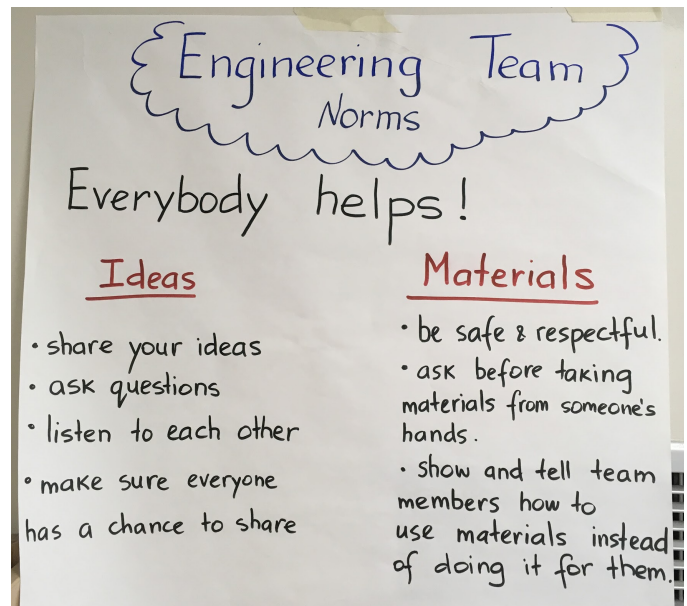 Engineering Team
Norms
Everybody helps!
Ideas
• share your ideas
• ask questions
• listen to each other
• make sure everyone
has a chance to share
Materials
• be safe & respectful.
• ask before taking
materials from someone's
hands.
• show and tell team
members how to
use materials instead
of doing it for them.